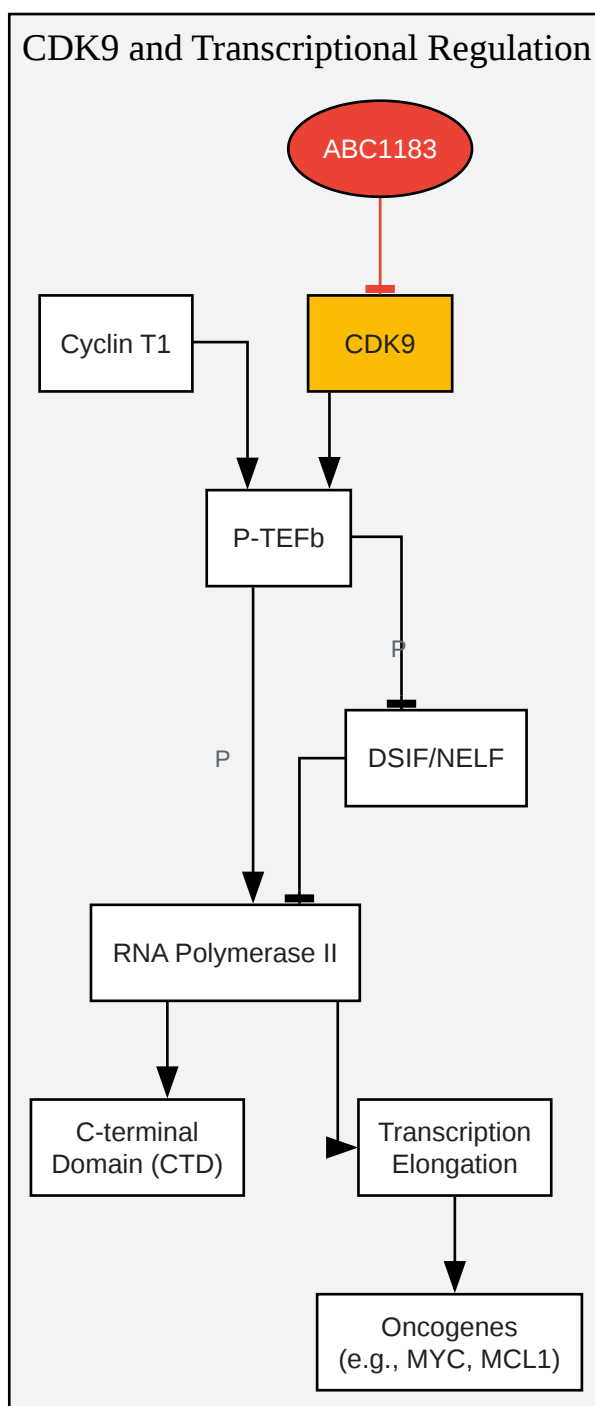 CDK9 and Transcriptional Regulation
ABC1183
Cyclin T1
CDK9
P-TEFb
P
DSIF/NELF
P
RNA Polymerase II
C-terminal
Domain (CTD)
Transcription
Elongation
Oncogenes
(e.g., MYC, MCL1)